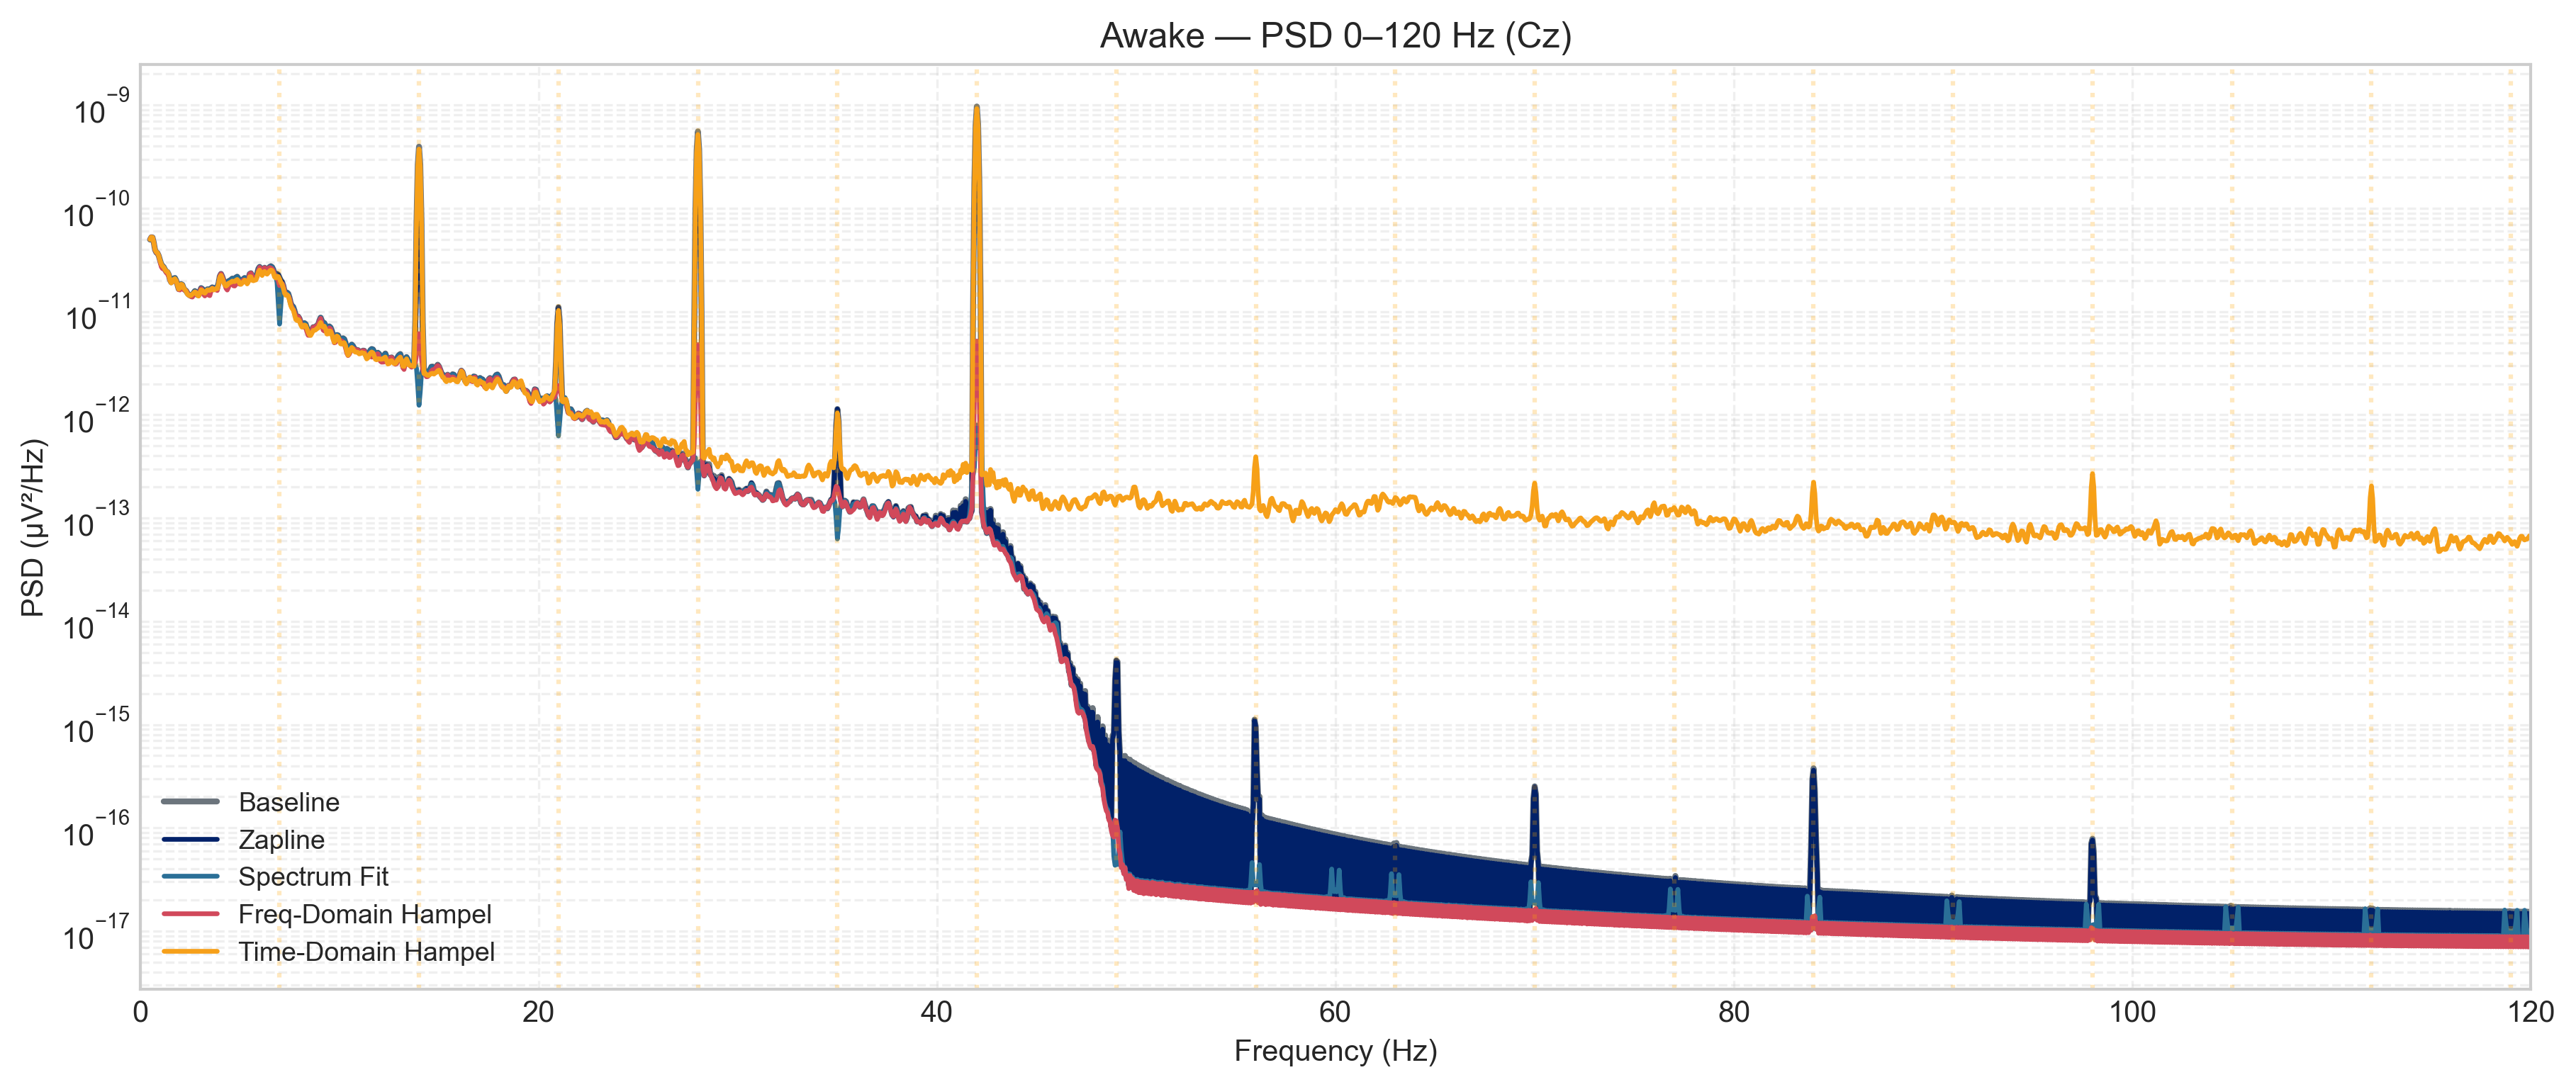 Awake — PSD 0–120 Hz (Cz)
PSD (µV²/Hz)
10⁻⁹
10⁻¹⁰
10⁻¹¹
10⁻¹²
10⁻¹³
10⁻¹⁴
10⁻¹⁵
10⁻¹⁶
10⁻¹⁷
Baseline
Zapline
Spectrum Fit
Freq-Domain Hampel
Time-Domain Hampel
0 20 40 60 80 100 120
Frequency (Hz)